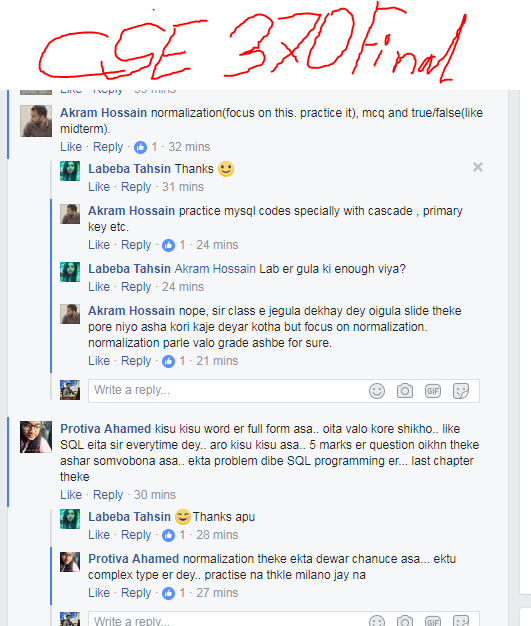 CSE 370 Final
Like · Reply · 55 mins
Akram Hossain normalization(focus on this. practice it), mcq and true/false(like
midterm).
Like · Reply · 1 · 32 mins
Labeba Tahsin Thanks
Like · Reply · 31 mins
Akram Hossain practice mysql codes specially with cascade , primary
key etc.
Like · Reply · 1 · 24 mins
Labeba Tahsin Akram Hossain Lab er gula ki enough viya?
Like · Reply · 24 mins
Akram Hossain nope, sir class e jegula dekhay dey oigula slide theke
pore niyo asha kori kaje deyar kotha but focus on normalization.
normalization parle valo grade ashbe for sure.
Like · Reply · 1 · 21 mins
Write a reply...
GIF
Protiva Ahamed kisu kisu word er full form asa.. oita valo kore shikho.. like
SQL eita sir everytime dey.. aro kisu kisu asa.. 5 marks er question oikhn theke
ashar somvobona asa.. ekta problem dibe SQL programming er... last chapter
theke
Like · Reply · 30 mins
Labeba Tahsin Thanks apu
Like · Reply · 1 · 28 mins
Protiva Ahamed normalization theke ekta dewar chanuce asa... ektu
complex type er dey.. practise na thkle milano jay na
Like · Reply · 1 · 27 mins
Write a reply...
GIF